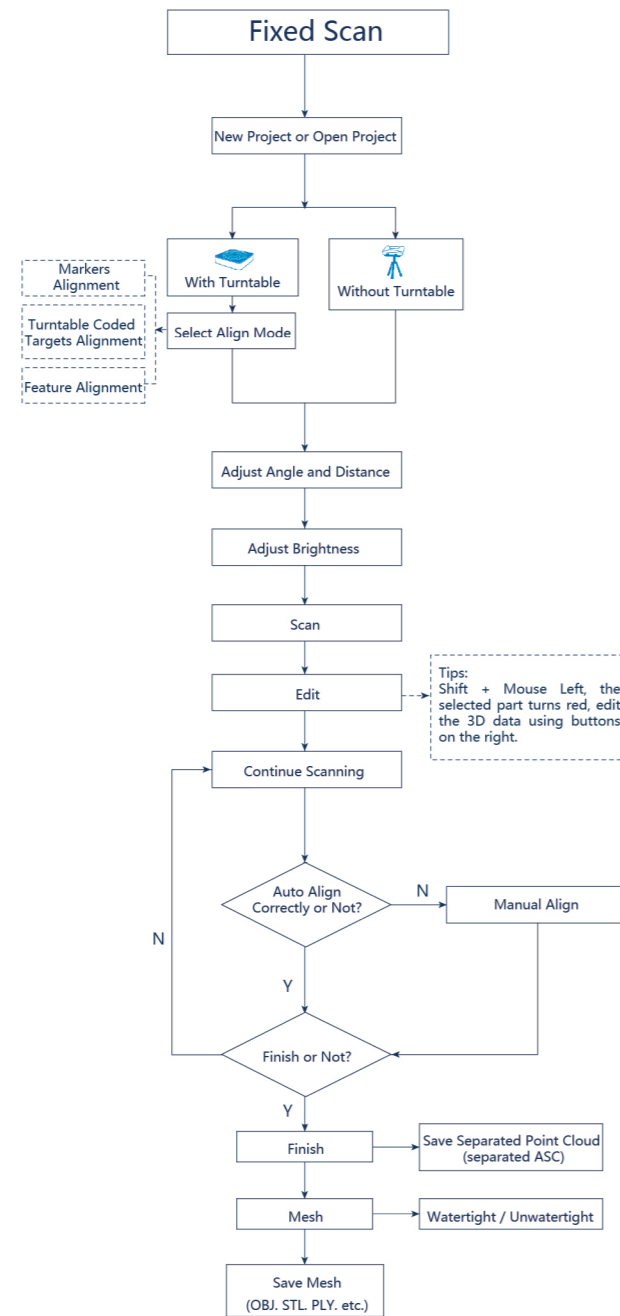 Fixed Scan
New Project or Open Project
With Turntable
Without Turntable
Markers
Alignment
Turntable Coded
Targets Alignment
Feature Alignment
Select Align Mode
Adjust Angle and Distance
Adjust Brightness
Scan
Edit
Tips:
Shift + Mouse Left, the
selected part turns red, edit
the 3D data using buttons
on the right.
Continue Scanning
Auto Align
Correctly or Not?
N
Manual Align
N
Y
Finish or Not?
Y
Finish
Save Separated Point Cloud
(separated ASC)
Mesh
Watertight / Unwatertight
Save Mesh
(OBJ. STL. PLY. etc.)